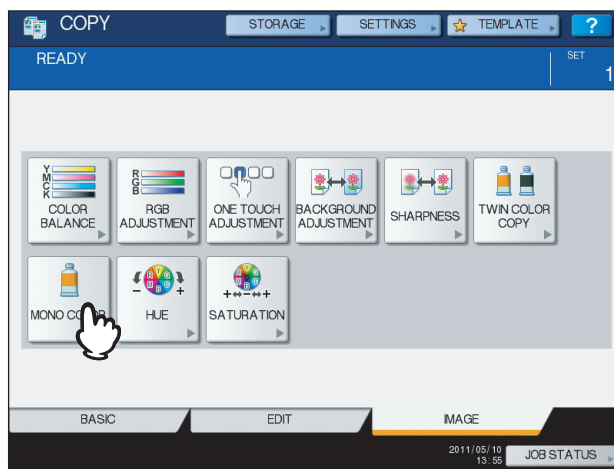 COPY
STORAGE
SETTINGS
TEMPLATE
?
READY
SET
1
Y
M
C
K
COLOR
BALANCE
R
G
B
RGB
ADJUSTMENT
ONE TOUCH
ADJUSTMENT
BACKGROUND
ADJUSTMENT
SHARPNESS
TWIN COLOR
COPY
MONO CO
HUE
SATURATION
BASIC
EDIT
IMAGE
2011/05/10
13:55
JOB STATUS